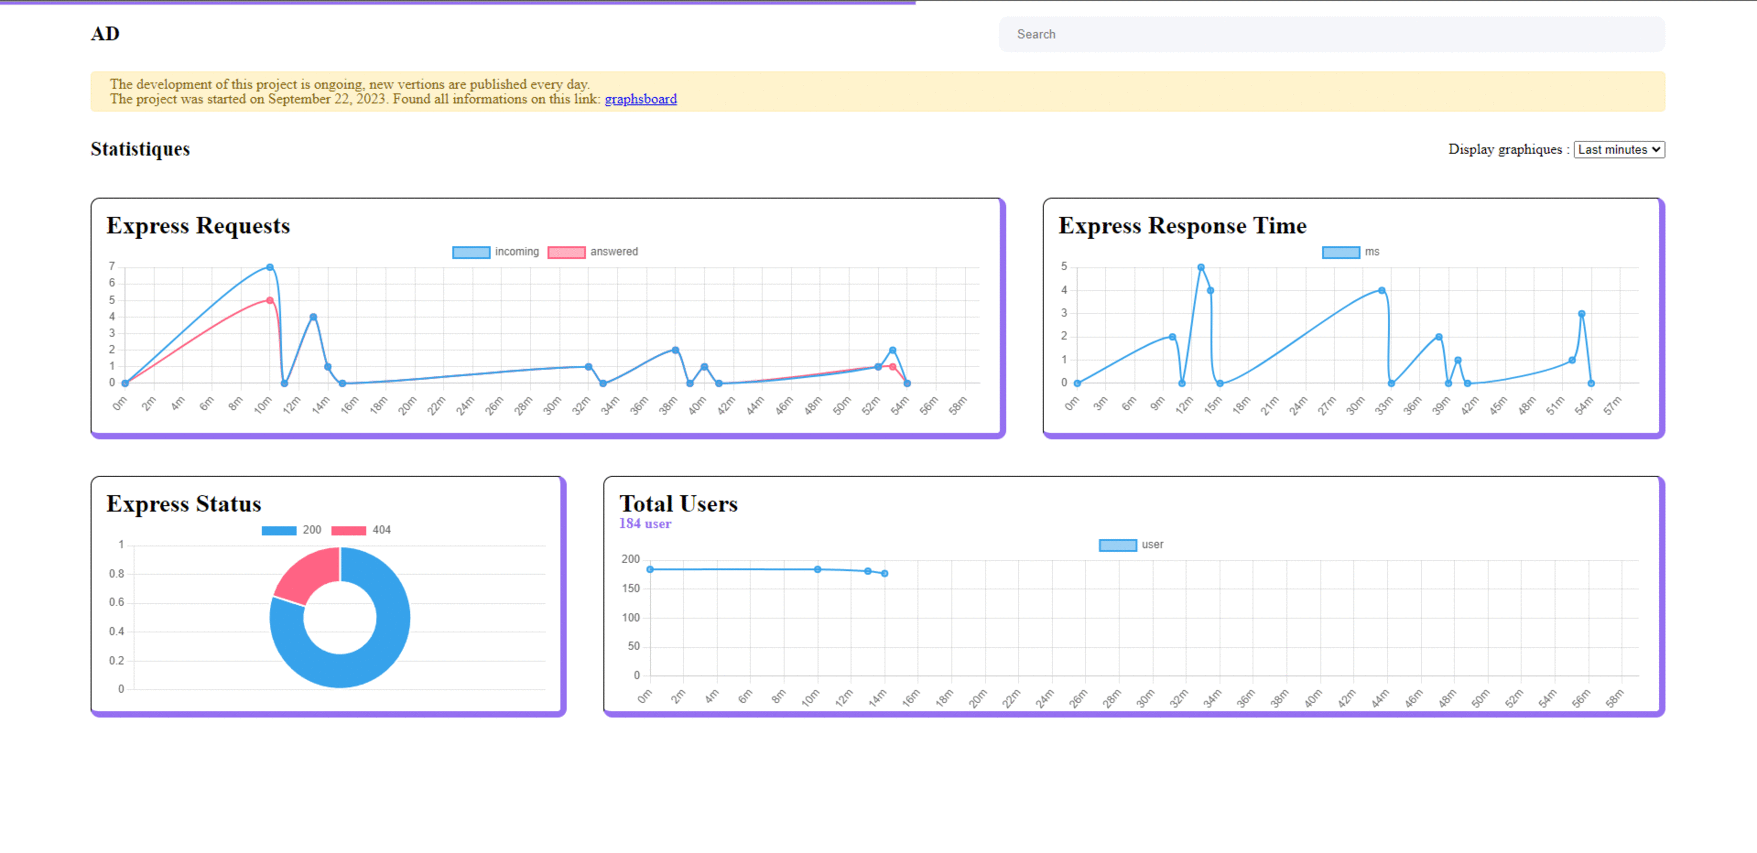 AD
Search
The development of this project is ongoing, new vertions are published every day.
The project was started on September 22, 2023. Found all informations on this link: graphsboard
Statistiques
Display graphiques : Last minutes
Express Requests
incoming answered
7
6
5
4
3
2
1
0
0m 2m 4m 6m 8m 10m 12m 14m 16m 18m 20m 22m 24m 26m 28m 30m 32m 34m 36m 38m 40m 42m 44m 46m 48m 50m 52m 54m 56m 58m
Express Response Time
ms
5
4
3
2
1
0
0m 3m 6m 9m 12m 15m 18m 21m 24m 27m 30m 33m 36m 39m 42m 45m 48m 51m 54m 57m
Express Status
200 404
1
0.8
0.6
0.4
0.2
0
Total Users
184 user
user
200
150
100
50
0
0m 2m 4m 6m 8m 10m 12m 14m 16m 18m 20m 22m 24m 26m 28m 30m 32m 34m 36m 38m 40m 42m 44m 46m 48m 50m 52m 54m 56m 58m